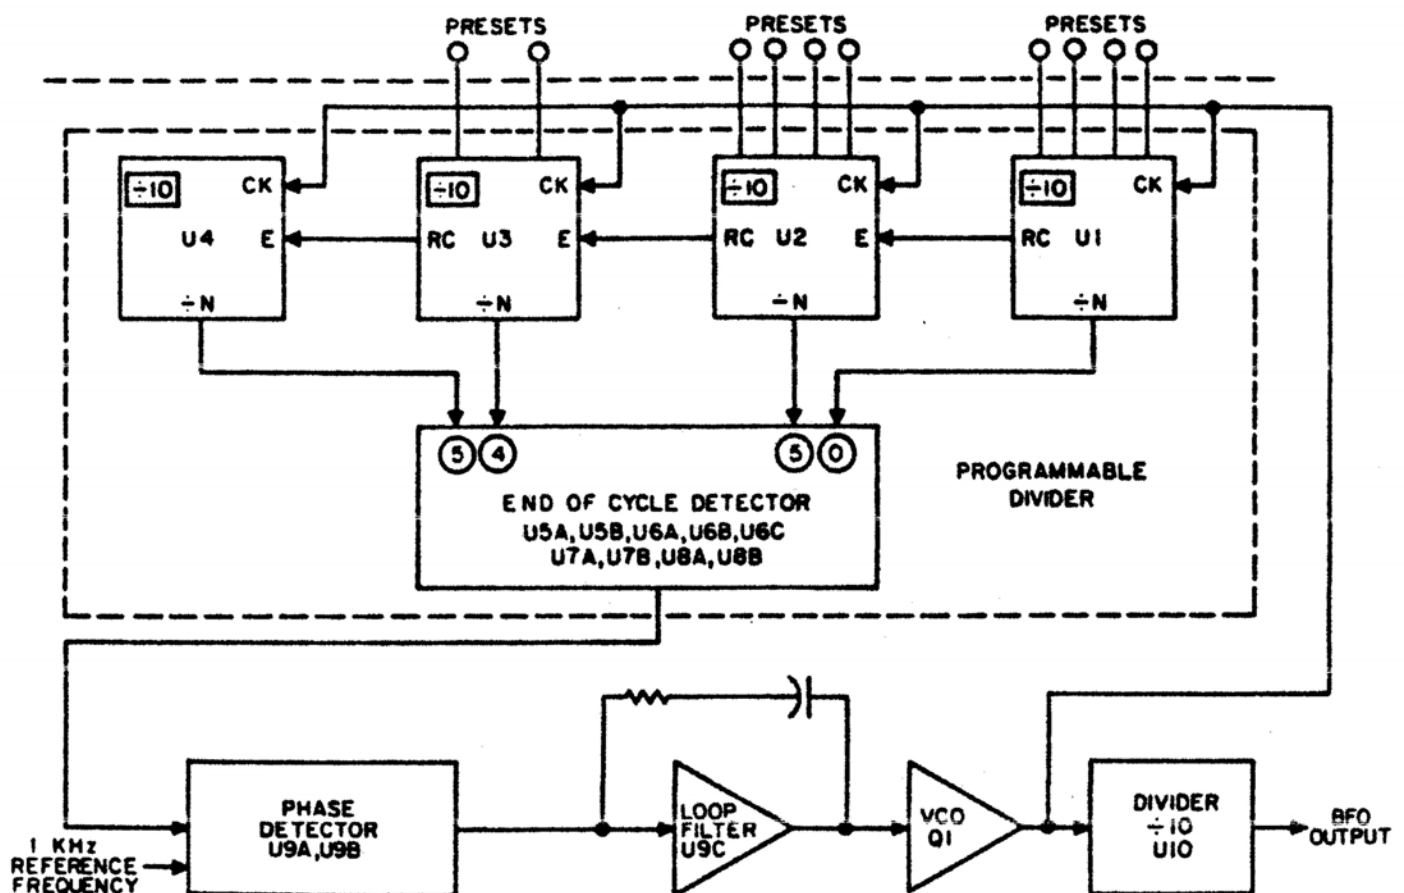 PRESETS
PRESETS
PRESETS
÷10
CK
U4
E
÷N
÷10
CK
RC
U3
E
÷N
÷10
CK
RC
U2
E
÷N
÷10
CK
RC
U1
÷N
5
4
5
0
END OF CYCLE DETECTOR
U5A,U5B,U6A,U6B,U6C
U7A,U7B,U8A,U8B
PROGRAMMABLE
DIVIDER
1 KHz
REFERENCE
FREQUENCY
PHASE
DETECTOR
U9A,U9B
LOOP
FILTER
U9C
VCO
Q1
DIVIDER
÷10
U10
BFO
OUTPUT